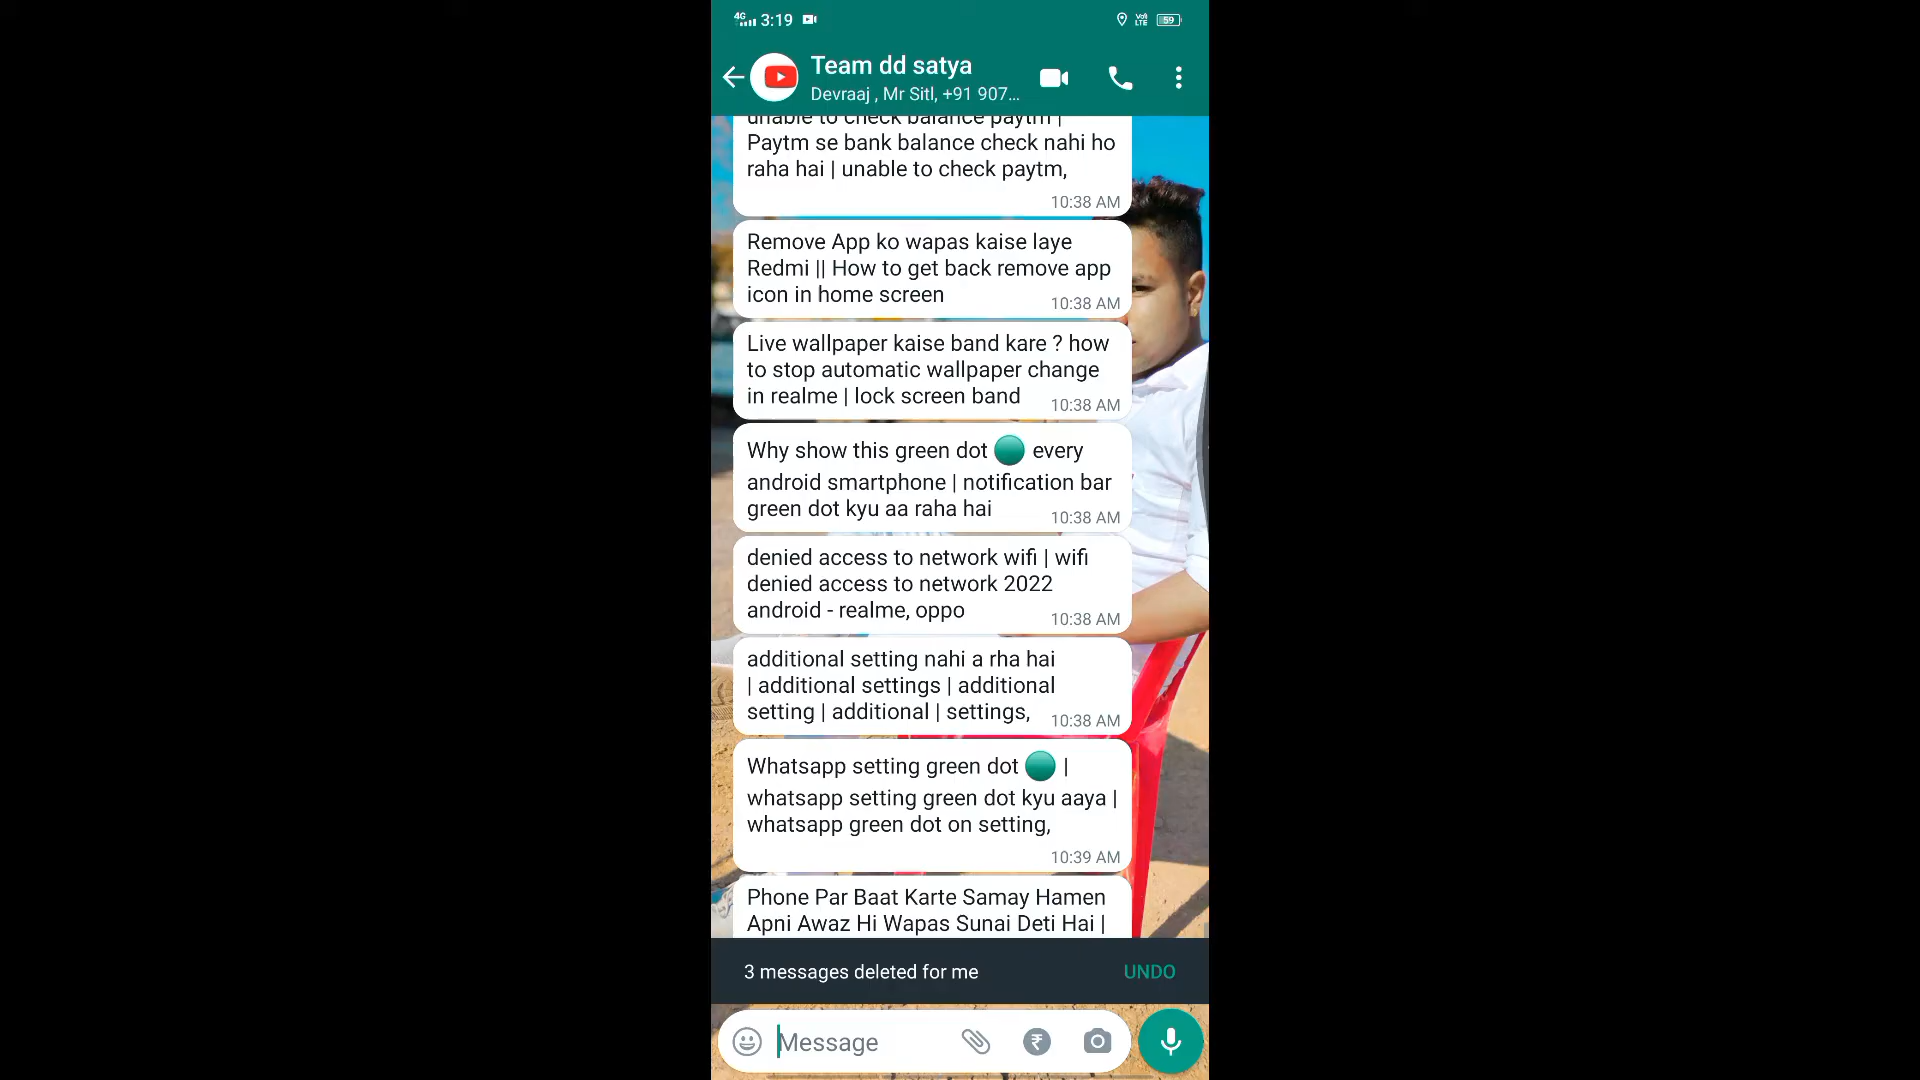 4G 3:19 Vo) LTE 59
Team dd satya
Devraaj , Mr Sitl, +91 907...
unable to check balance paytm |
Paytm se bank balance check nahi ho
raha hai | unable to check paytm,
10:38 AM
Remove App ko wapas kaise laye
Redmi || How to get back remove app
icon in home screen
10:38 AM
Live wallpaper kaise band kare ? how
to stop automatic wallpaper change
in realme | lock screen band
10:38 AM
Why show this green dot every
android smartphone | notification bar
green dot kyu aa raha hai
10:38 AM
denied access to network wifi | wifi
denied access to network 2022
android - realme, oppo
10:38 AM
additional setting nahi a rha hai
| additional settings | additional
setting | additional | settings,
10:38 AM
Whatsapp setting green dot |
whatsapp setting green dot kyu aaya |
whatsapp green dot on setting,
10:39 AM
Phone Par Baat Karte Samay Hamen
Apni Awaz Hi Wapas Sunai Deti Hai |
3 messages deleted for me UNDO
Message ₹